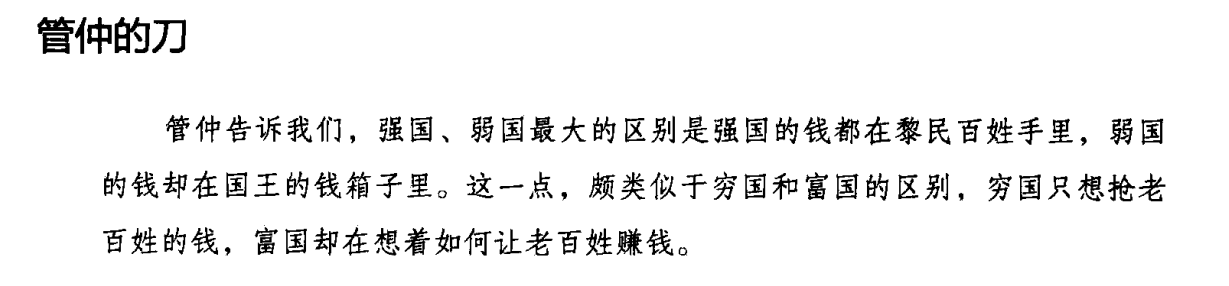 管仲的刀
管仲告诉我们，强国、弱国最大的区别是强国的钱都在黎民百姓手里，弱国
的钱却在国王的钱箱子里。这一点，颇类似于穷国和富国的区别，穷国只想抢老
百姓的钱，富国却在想着如何让老百姓赚钱。